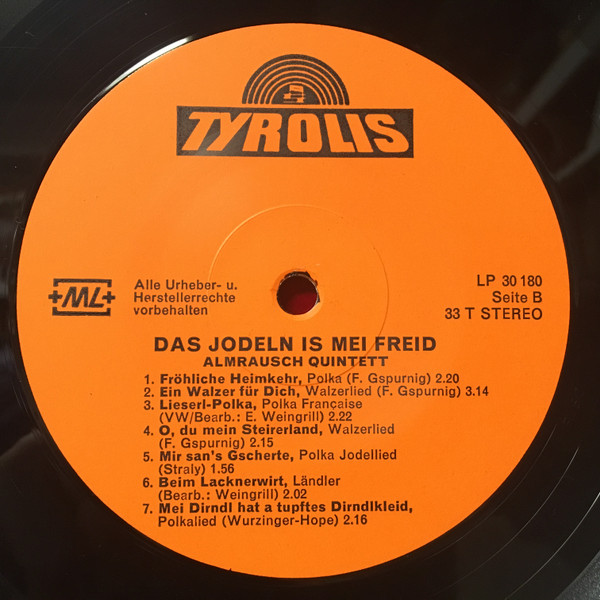 TYROLIS
+ML+
Alle Urheber- u.
Herstellerrechte
vorbehalten
LP 30 180
Seite B
33 T STEREO
DAS JODELN IS MEI FREID
ALMRAUSCH QUINTETT
1. Fröhliche Heimkehr, Polka (F. Gspurnig) 2.20
2. Ein Walzer für Dich, Walzerlied (F. Gspurnig) 3.14
3. Lieserl-Polka, Polka Française
(VW/Bearb.: E. Weingrill) 2.22
4. O, du mein Steirerland, Walzerlied
(F. Gspurnig) 2.15
5. Mir san's Gscherte, Polka Jodellied
(Straly) 1.56
6. Beim Lacknerwirt, Ländler
(Bearb.: Weingrill) 2.02
7. Mei Dirndl hat a tupftes Dirndlkleid,
Polkalied (Wurzinger-Hope) 2.16